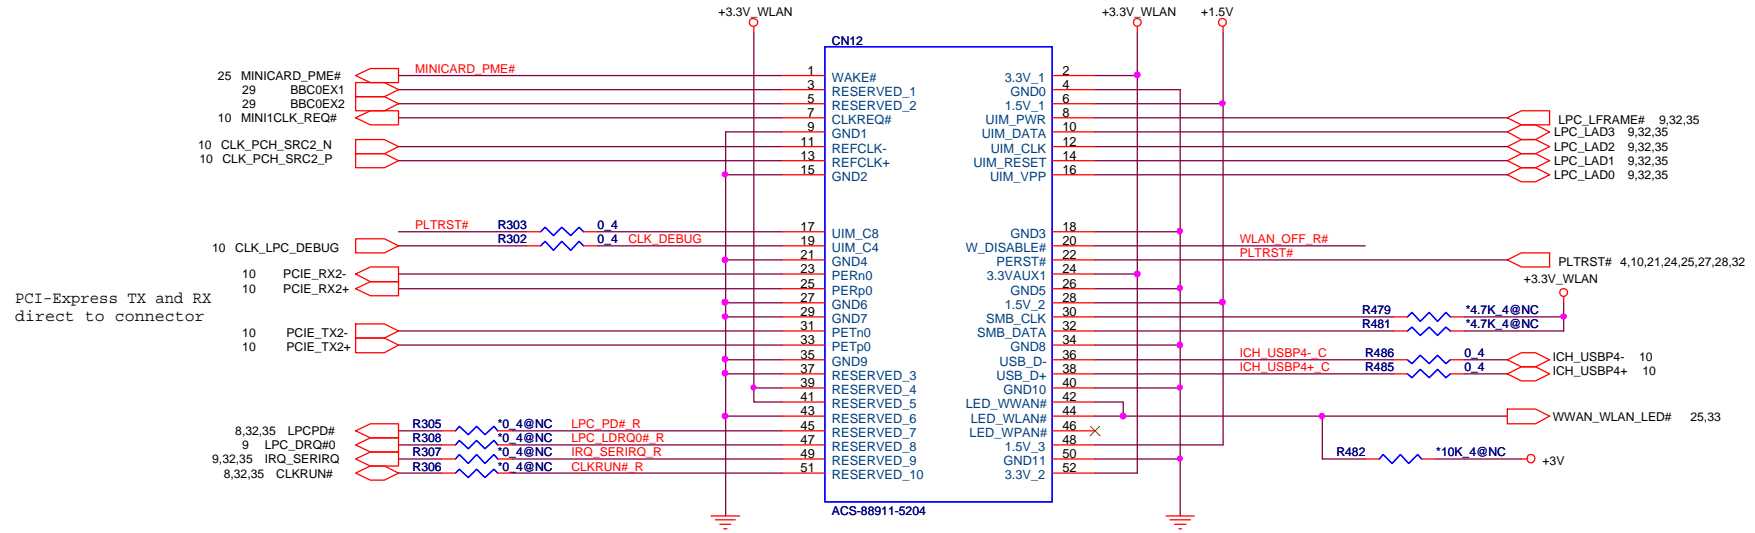 +3.3V_WLAN +3.3V_WLAN +1.5V
CN12
25 MINICARD_PME# MINICARD_PME# 1 WAKE# 3.3V_1 2
29 BBC0EX1 3 RESERVED_1 GND0 4
29 BBC0EX2 5 RESERVED_2 1.5V_1 6
10 MINI1CLK_REQ# 7 CLKREQ# UIM_PWR 8 LPC_LFRAME# 9,32,35
9 GND1 UIM_DATA 10 LPC_LAD3 9,32,35
10 CLK_PCH_SRC2_N 11 REFCLK- UIM_CLK 12 LPC_LAD2 9,32,35
10 CLK_PCH_SRC2_P 13 REFCLK+ UIM_RESET 14 LPC_LAD1 9,32,35
15 GND2 UIM_VPP 16 LPC_LAD0 9,32,35
PLTRST# R303 0_4 17 UIM_C8 GND3 18
10 CLK_LPC_DEBUG R302 0_4 CLK_DEBUG 19 UIM_C4 W_DISABLE# 20 WLAN_OFF_R#
21 GND4 PERST# 22 PLTRST# PLTRST# 4,10,21,24,25,27,28,32
10 PCIE_RX2- 23 PERn0 3.3VAUX1 24
+3.3V_WLAN
10 PCIE_RX2+ 25 PERp0 GND5 26
PCI-Express TX and RX
direct to connector
27 GND6 1.5V_2 28
29 GND7 SMB_CLK 30 R479 *4.7K_4@NC
10 PCIE_TX2- 31 PETn0 SMB_DATA 32 R481 *4.7K_4@NC
10 PCIE_TX2+ 33 PETp0 GND8 34
35 GND9 USB_D- 36 ICH_USBP4-_C R486 0_4 ICH_USBP4- 10
37 RESERVED_3 USB_D+ 38 ICH_USBP4+_C R485 0_4 ICH_USBP4+ 10
39 RESERVED_4 GND10 40
41 RESERVED_5 LED_WWAN# 42
43 RESERVED_6 LED_WLAN# 44 WWAN_WLAN_LED# 25,33
8,32,35 LPCPD# R305 *0_4@NC LPC_PD#_R 45 RESERVED_7 LED_WPAN# 46
9 LPC_DRQ#0 R308 *0_4@NC LPC_LDRQ0#_R 47 RESERVED_8 1.5V_3 48
9,32,35 IRQ_SERIRQ R307 *0_4@NC IRQ_SERIRQ_R 49 RESERVED_9 GND11 50 R482 *10K_4@NC +3V
8,32,35 CLKRUN# R306 *0_4@NC CLKRUN#_R 51 RESERVED_10 3.3V_2 52
ACS-88911-5204